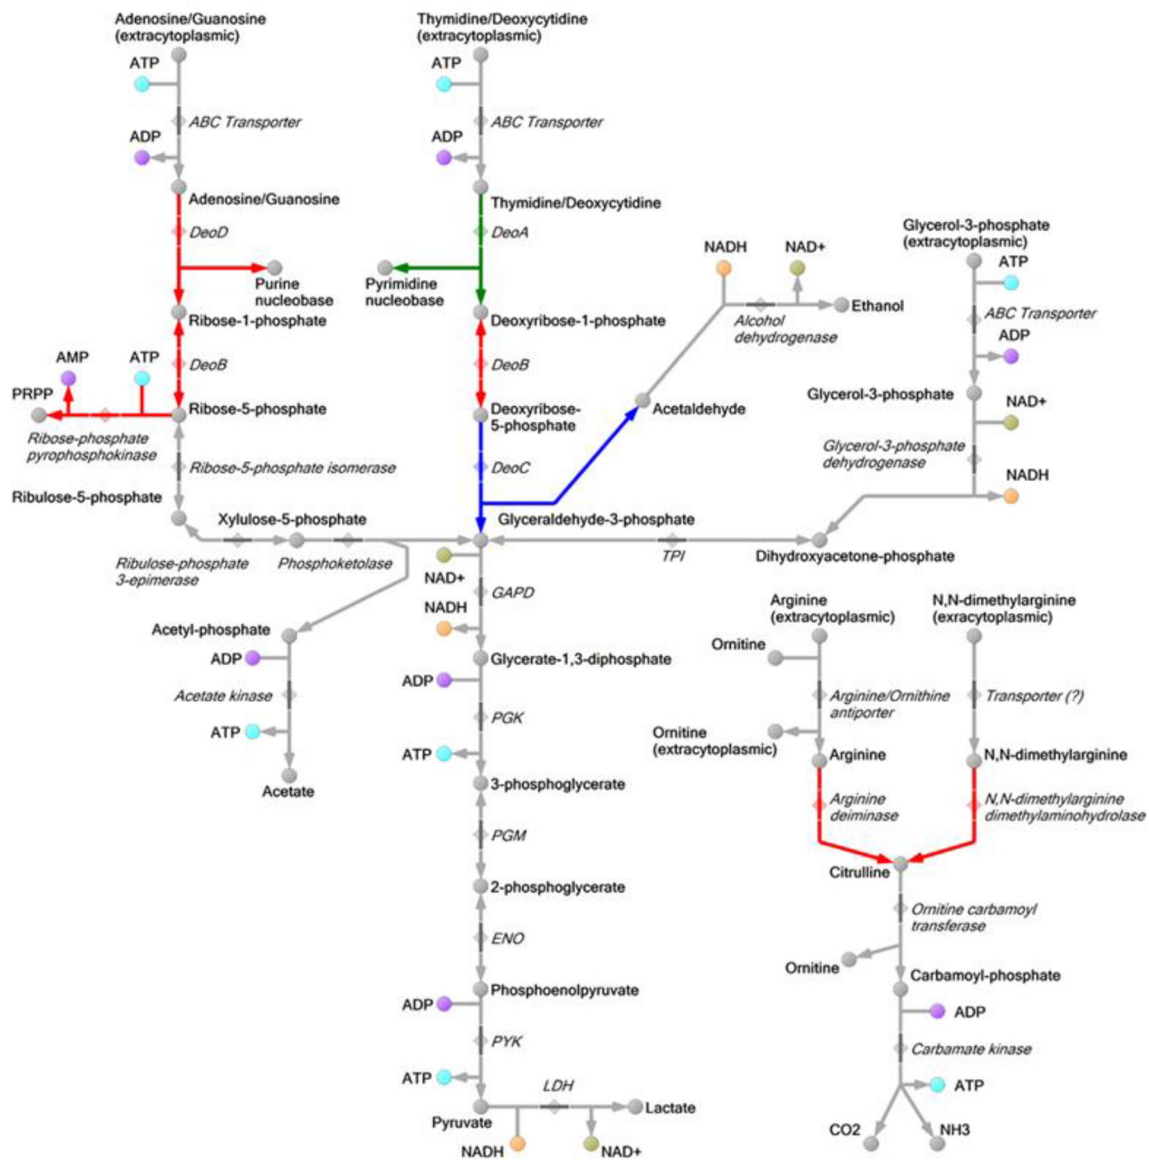 Adenosine/Guanosine
(extracytoplasmic)
ATP
ABC Transporter
ADP
Adenosine/Guanosine
DeoD
Purine
nucleobase
Ribose-1-phosphate
DeoB
AMP
ATP
PRPP
Ribose-5-phosphate
Ribose-phosphate
pyrophosphokinase
Ribose-5-phosphate isomerase
Ribulose-5-phosphate
Ribulose-phosphate
3-epimerase
Xylulose-5-phosphate
Phosphoketolase
Acetyl-phosphate
ADP
Acetate kinase
ATP
Acetate
Thymidine/Deoxycytidine
(extracytoplasmic)
ATP
ABC Transporter
ADP
Thymidine/Deoxycytidine
DeoA
Pyrimidine
nucleobase
Deoxyribose-1-phosphate
DeoB
Deoxyribose-
5-phosphate
DeoC
Acetaldehyde
NADH
NAD+
Alcohol
dehydrogenase
Ethanol
Glyceraldehyde-3-phosphate
NAD+
GAPD
NADH
Glycerate-1,3-diphosphate
ADP
PGK
ATP
3-phosphoglycerate
PGM
2-phosphoglycerate
ENO
Phosphoenolpyruvate
ADP
PYK
ATP
Pyruvate
LDH
Lactate
NADH
NAD+
Glycerol-3-phosphate
(extracytoplasmic)
ATP
ABC Transporter
ADP
Glycerol-3-phosphate
NAD+
Glycerol-3-phosphate
dehydrogenase
NADH
TPI
Dihydroxyacetone-phosphate
Arginine
(extracytoplasmic)
Ornitine
Arginine/Ornithine
antiporter
Ornitine
(extracytoplasmic)
Arginine
Arginine
deiminase
N,N-dimethylarginine
(exracytoplasmic)
Transporter (?)
N,N-dimethylarginine
N,N-dimethylarginine
dimethylaminohydrolase
Citrulline
Ornitine carbamoyl
transferase
Ornitine
Carbamoyl-phosphate
ADP
Carbamate kinase
ATP
CO2
NH3